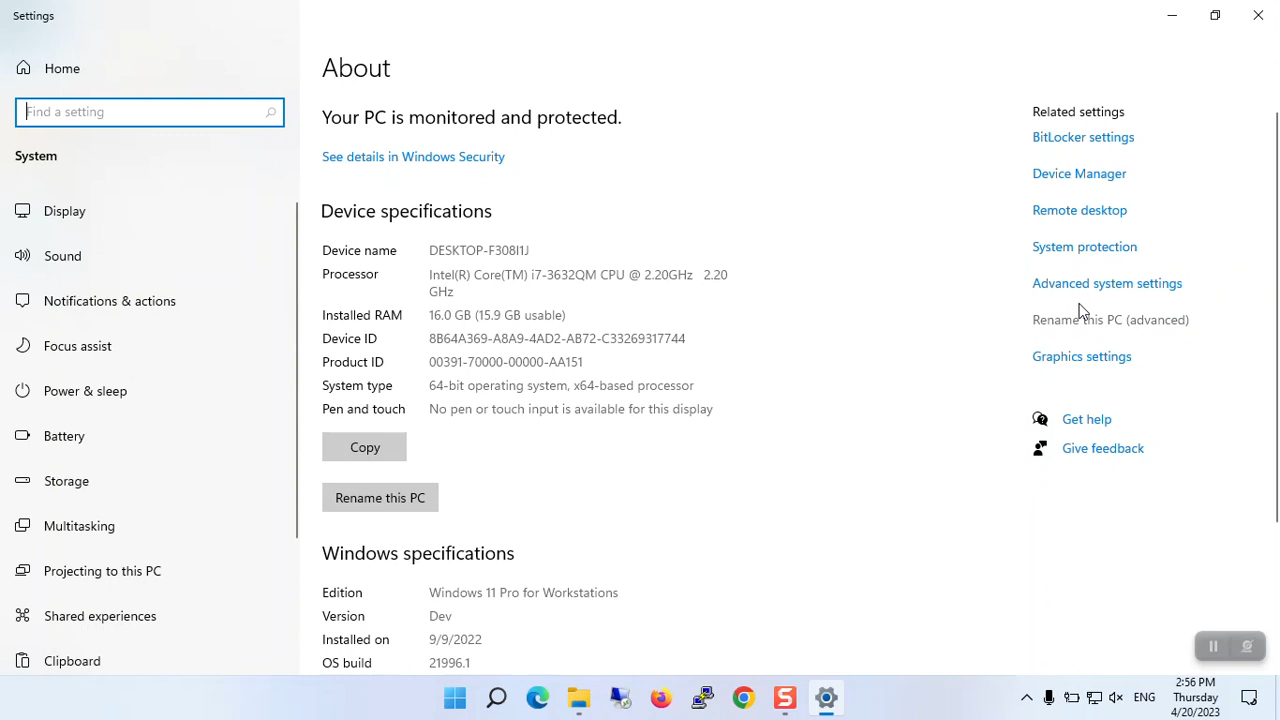 Settings
Home
Find a setting
System
Display
Sound
Notifications & actions
Focus assist
Power & sleep
Battery
Storage
Multitasking
Projecting to this PC
Shared experiences
Clipboard
About
Your PC is monitored and protected.
See details in Windows Security
Device specifications
Device name DESKTOP-F308I1J
Processor Intel(R) Core(TM) i7-3632QM CPU @ 2.20GHz 2.20
GHz
Installed RAM 16.0 GB (15.9 GB usable)
Device ID 8B64A369-A8A9-4AD2-AB72-C33269317744
Product ID 00391-70000-00000-AA151
System type 64-bit operating system, x64-based processor
Pen and touch No pen or touch input is available for this display
Copy
Rename this PC
Windows specifications
Edition Windows 11 Pro for Workstations
Version Dev
Installed on 9/9/2022
OS build 21996.1
Related settings
BitLocker settings
Device Manager
Remote desktop
System protection
Advanced system settings
Rename this PC (advanced)
Graphics settings
Get help
Give feedback
ENG
2:56 PM
Thursday
4/20/2023